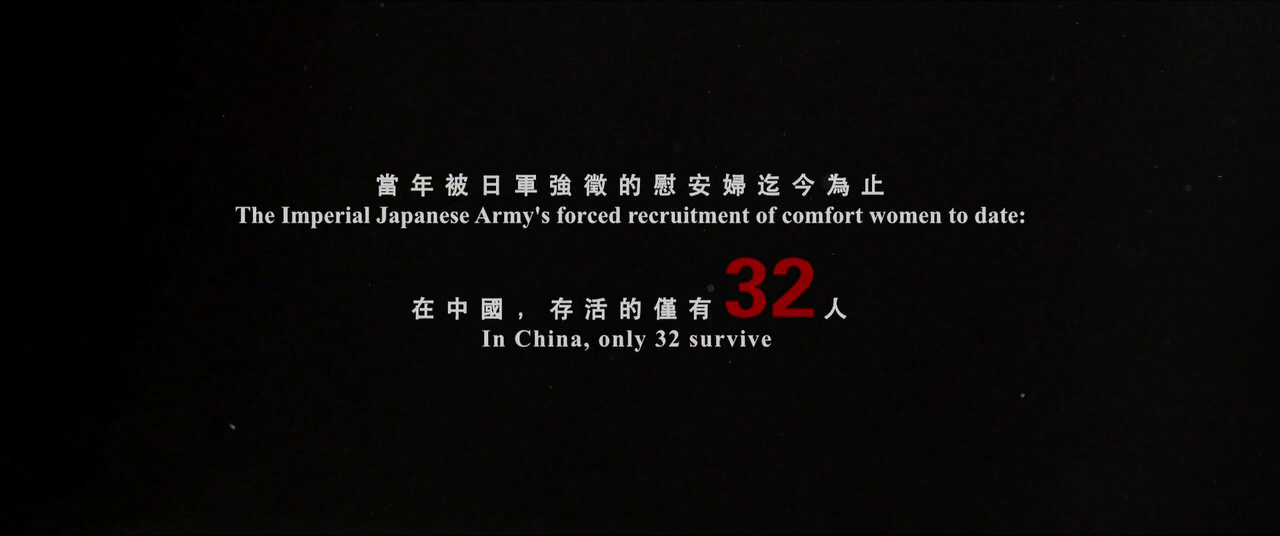 當年被日軍強徵的慰安婦迄今為止
The Imperial Japanese Army's forced recruitment of comfort women to date:
在中國，存活的僅有32人
In China, only 32 survive